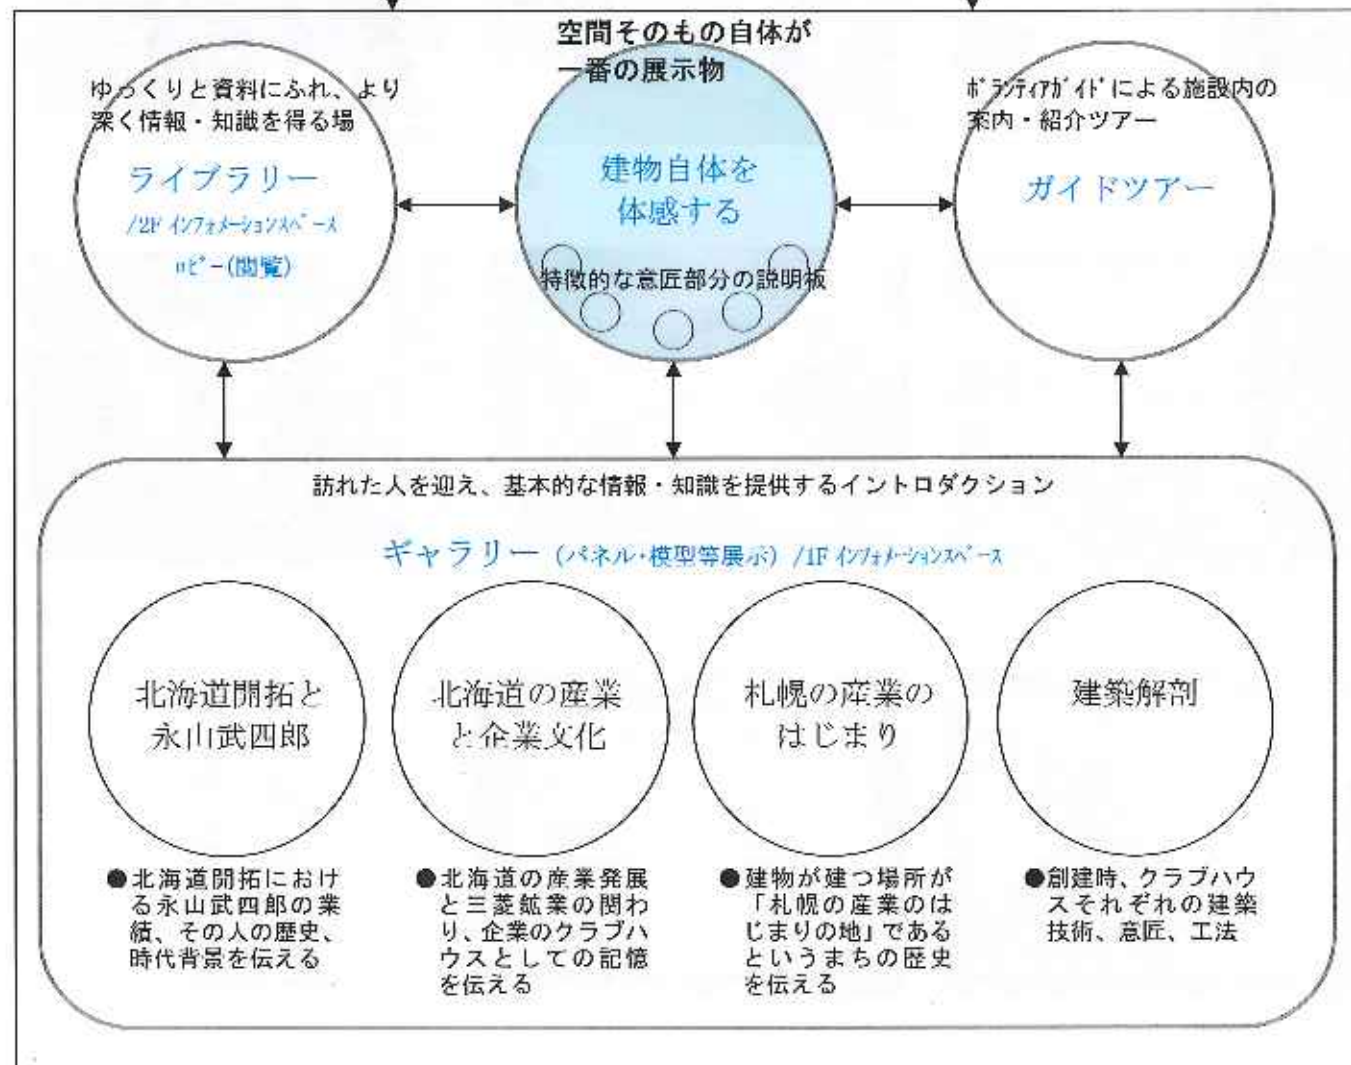 空間そのもの自体が
一番の展示物
ゆっくりと資料にふれ、より
深く情報・知識を得る場
ライブラリー
/2F ｲﾝﾌｫﾒｰｼｮﾝｽﾍﾟｰｽ
ﾛﾋﾞｰ(閲覧)
建物自体を
体感する
特徴的な意匠部分の説明板
ﾎﾞﾗﾝﾃｨｱｶﾞｲﾄﾞによる施設内の
案内・紹介ツアー
ガイドツアー
訪れた人を迎え、基本的な情報・知識を提供するイントロダクション
ギャラリー（パネル・模型等展示）/1F ｲﾝﾌｫﾒｰｼｮﾝｽﾍﾟｰｽ
北海道開拓と
永山武四郎
●北海道開拓におけ
る永山武四郎の業
績、その人の歴史、
時代背景を伝える
北海道の産業
と企業文化
●北海道の産業発展
と三菱鉱業の関わ
り、企業のクラブハ
ウスとしての記憶
を伝える
札幌の産業の
はじまり
●建物が建つ場所が
「札幌の産業のは
じまりの地」である
というまちの歴史
を伝える
建築解剖
●創建時、クラブハウ
スそれぞれの建築
技術、意匠、工法